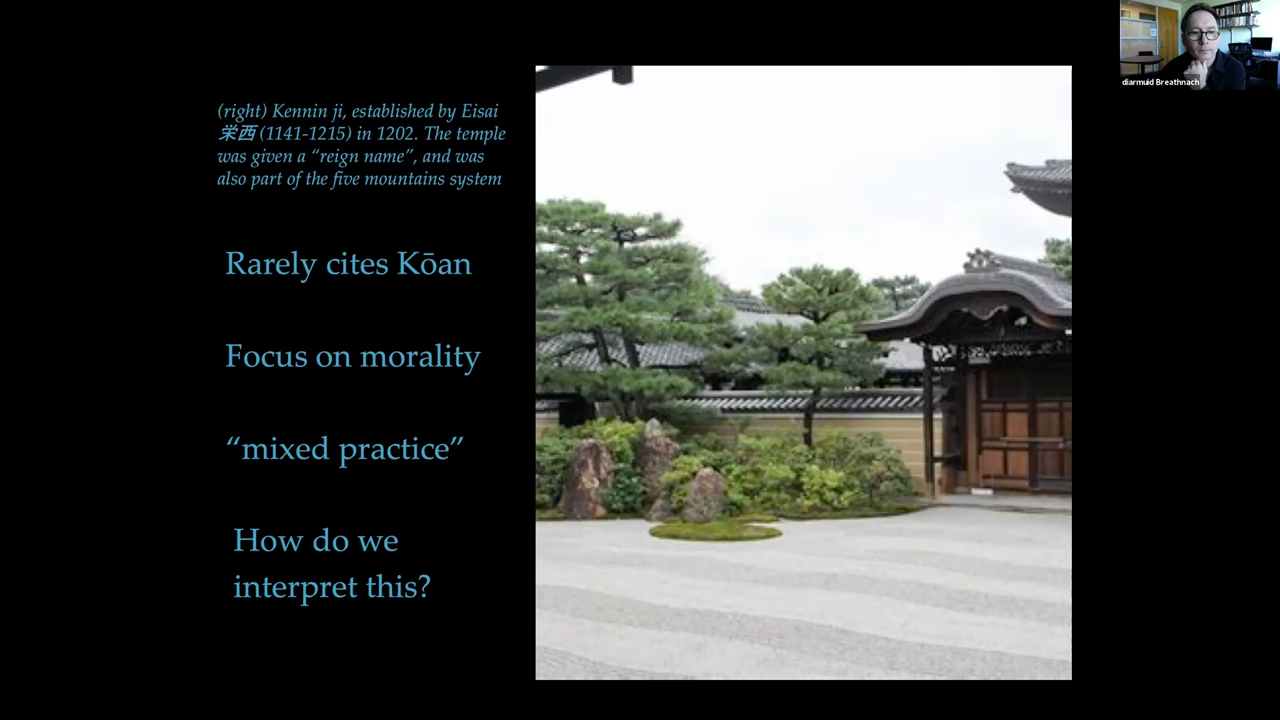 (right) Kennin ji, established by Eisai
栄西 (1141-1215) in 1202. The temple
was given a “reign name”, and was
also part of the five mountains system
Rarely cites Kōan
Focus on morality
“mixed practice”
How do we
interpret this?
diarmuid Breathnach